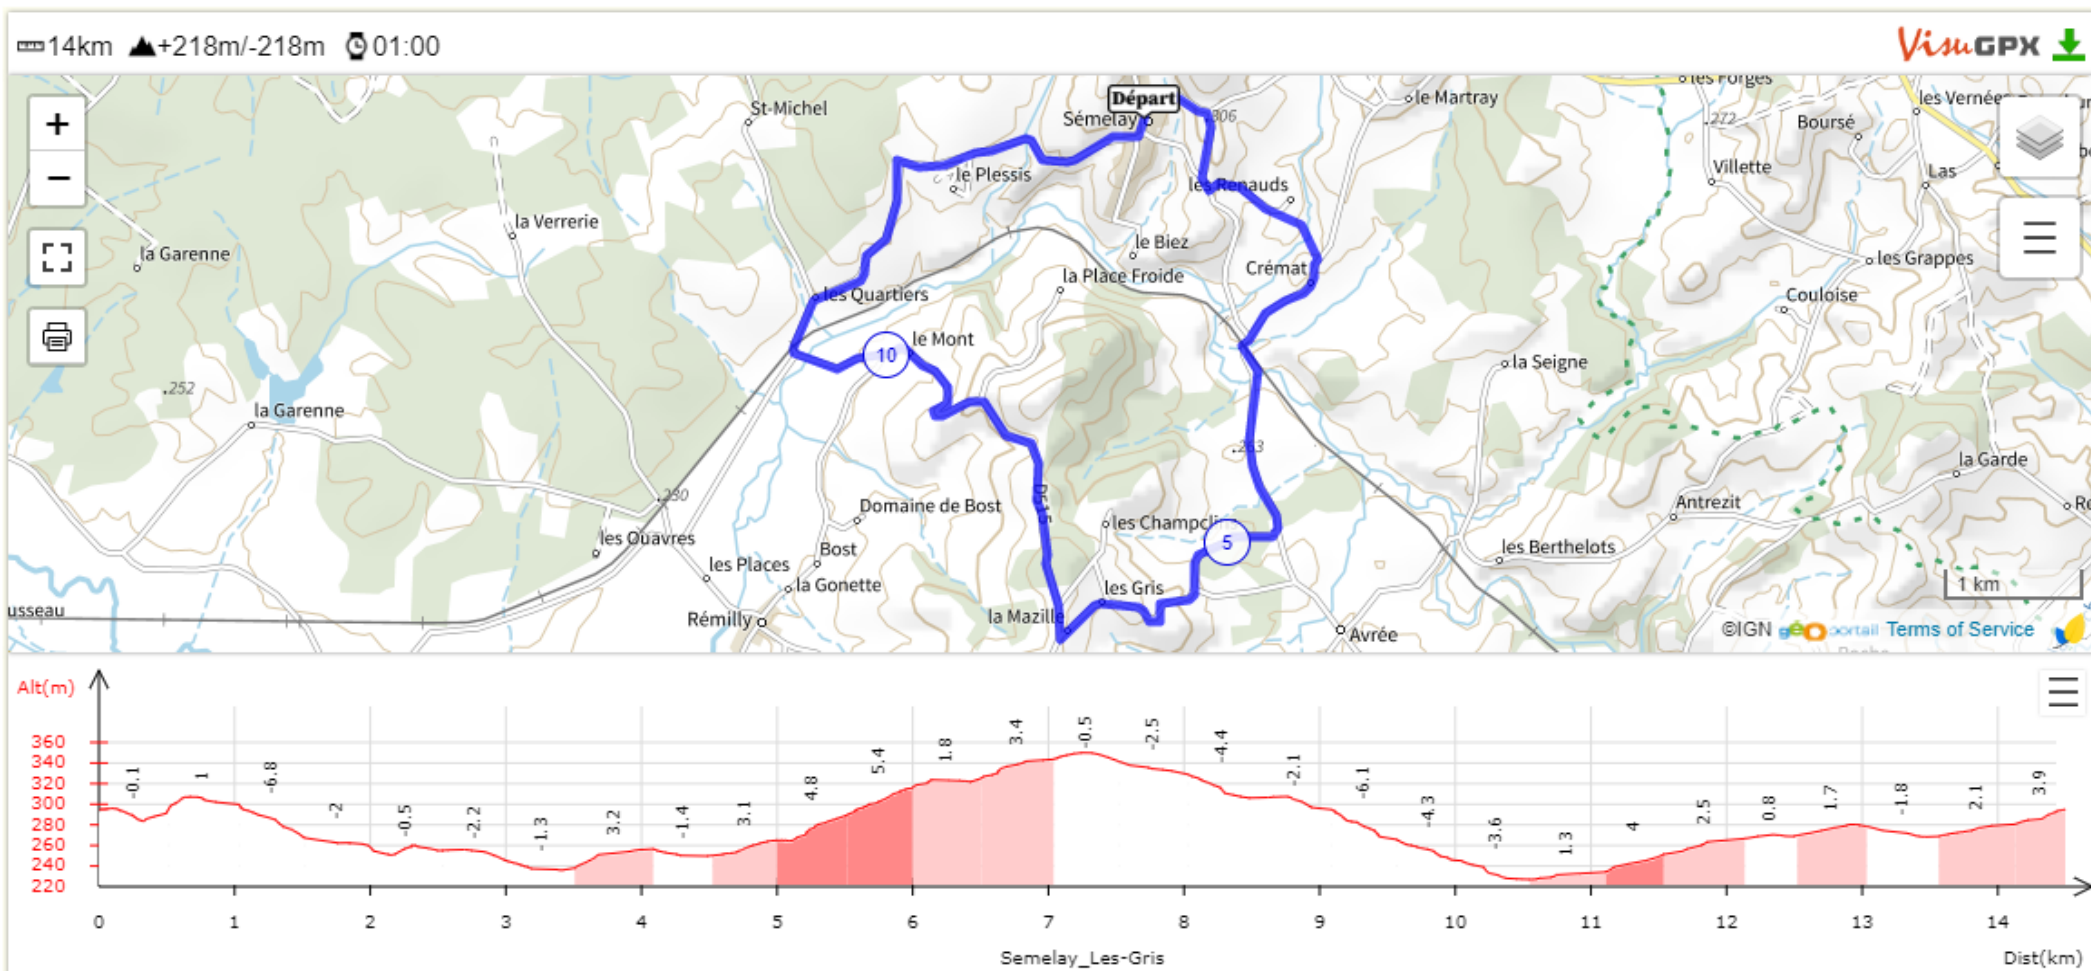 14km +218m/-218m 01:00
VisuGPX
+
−
Départ
Sémelay
306
St-Michel
le Martray
les Forges
272
les Vernées
Boursé
Villette
Las
le Plessis
les Renauds
la Verrerie
la Garenne
le Biez
Crémat
la Place Froide
les Grappes
Couloise
les Quartiers
10
le Mont
la Seigne
252
la Garenne
263
la Garde
230
Domaine de Bost
D515
les Champclins
5
Antrezit
les Ouavres
les Places
Bost
la Gonette
les Gris
les Berthelots
1 km
usseau
Rémilly
la Mazille
Avrée
©IGN géoportail Terms of Service
Alt(m)
360
340
320
300
280
260
240
220
-0.1
1
-6.8
-2
-0.5
-2.2
-1.3
3.2
-1.4
3.1
4.8
5.4
1.8
3.4
-0.5
-2.5
-4.4
-2.1
-6.1
-4.3
-3.6
1.3
4
2.5
0.8
1.7
-1.8
2.1
3.9
0 1 2 3 4 5 6 7 8 9 10 11 12 13 14
Semelay_Les-Gris
Dist(km)